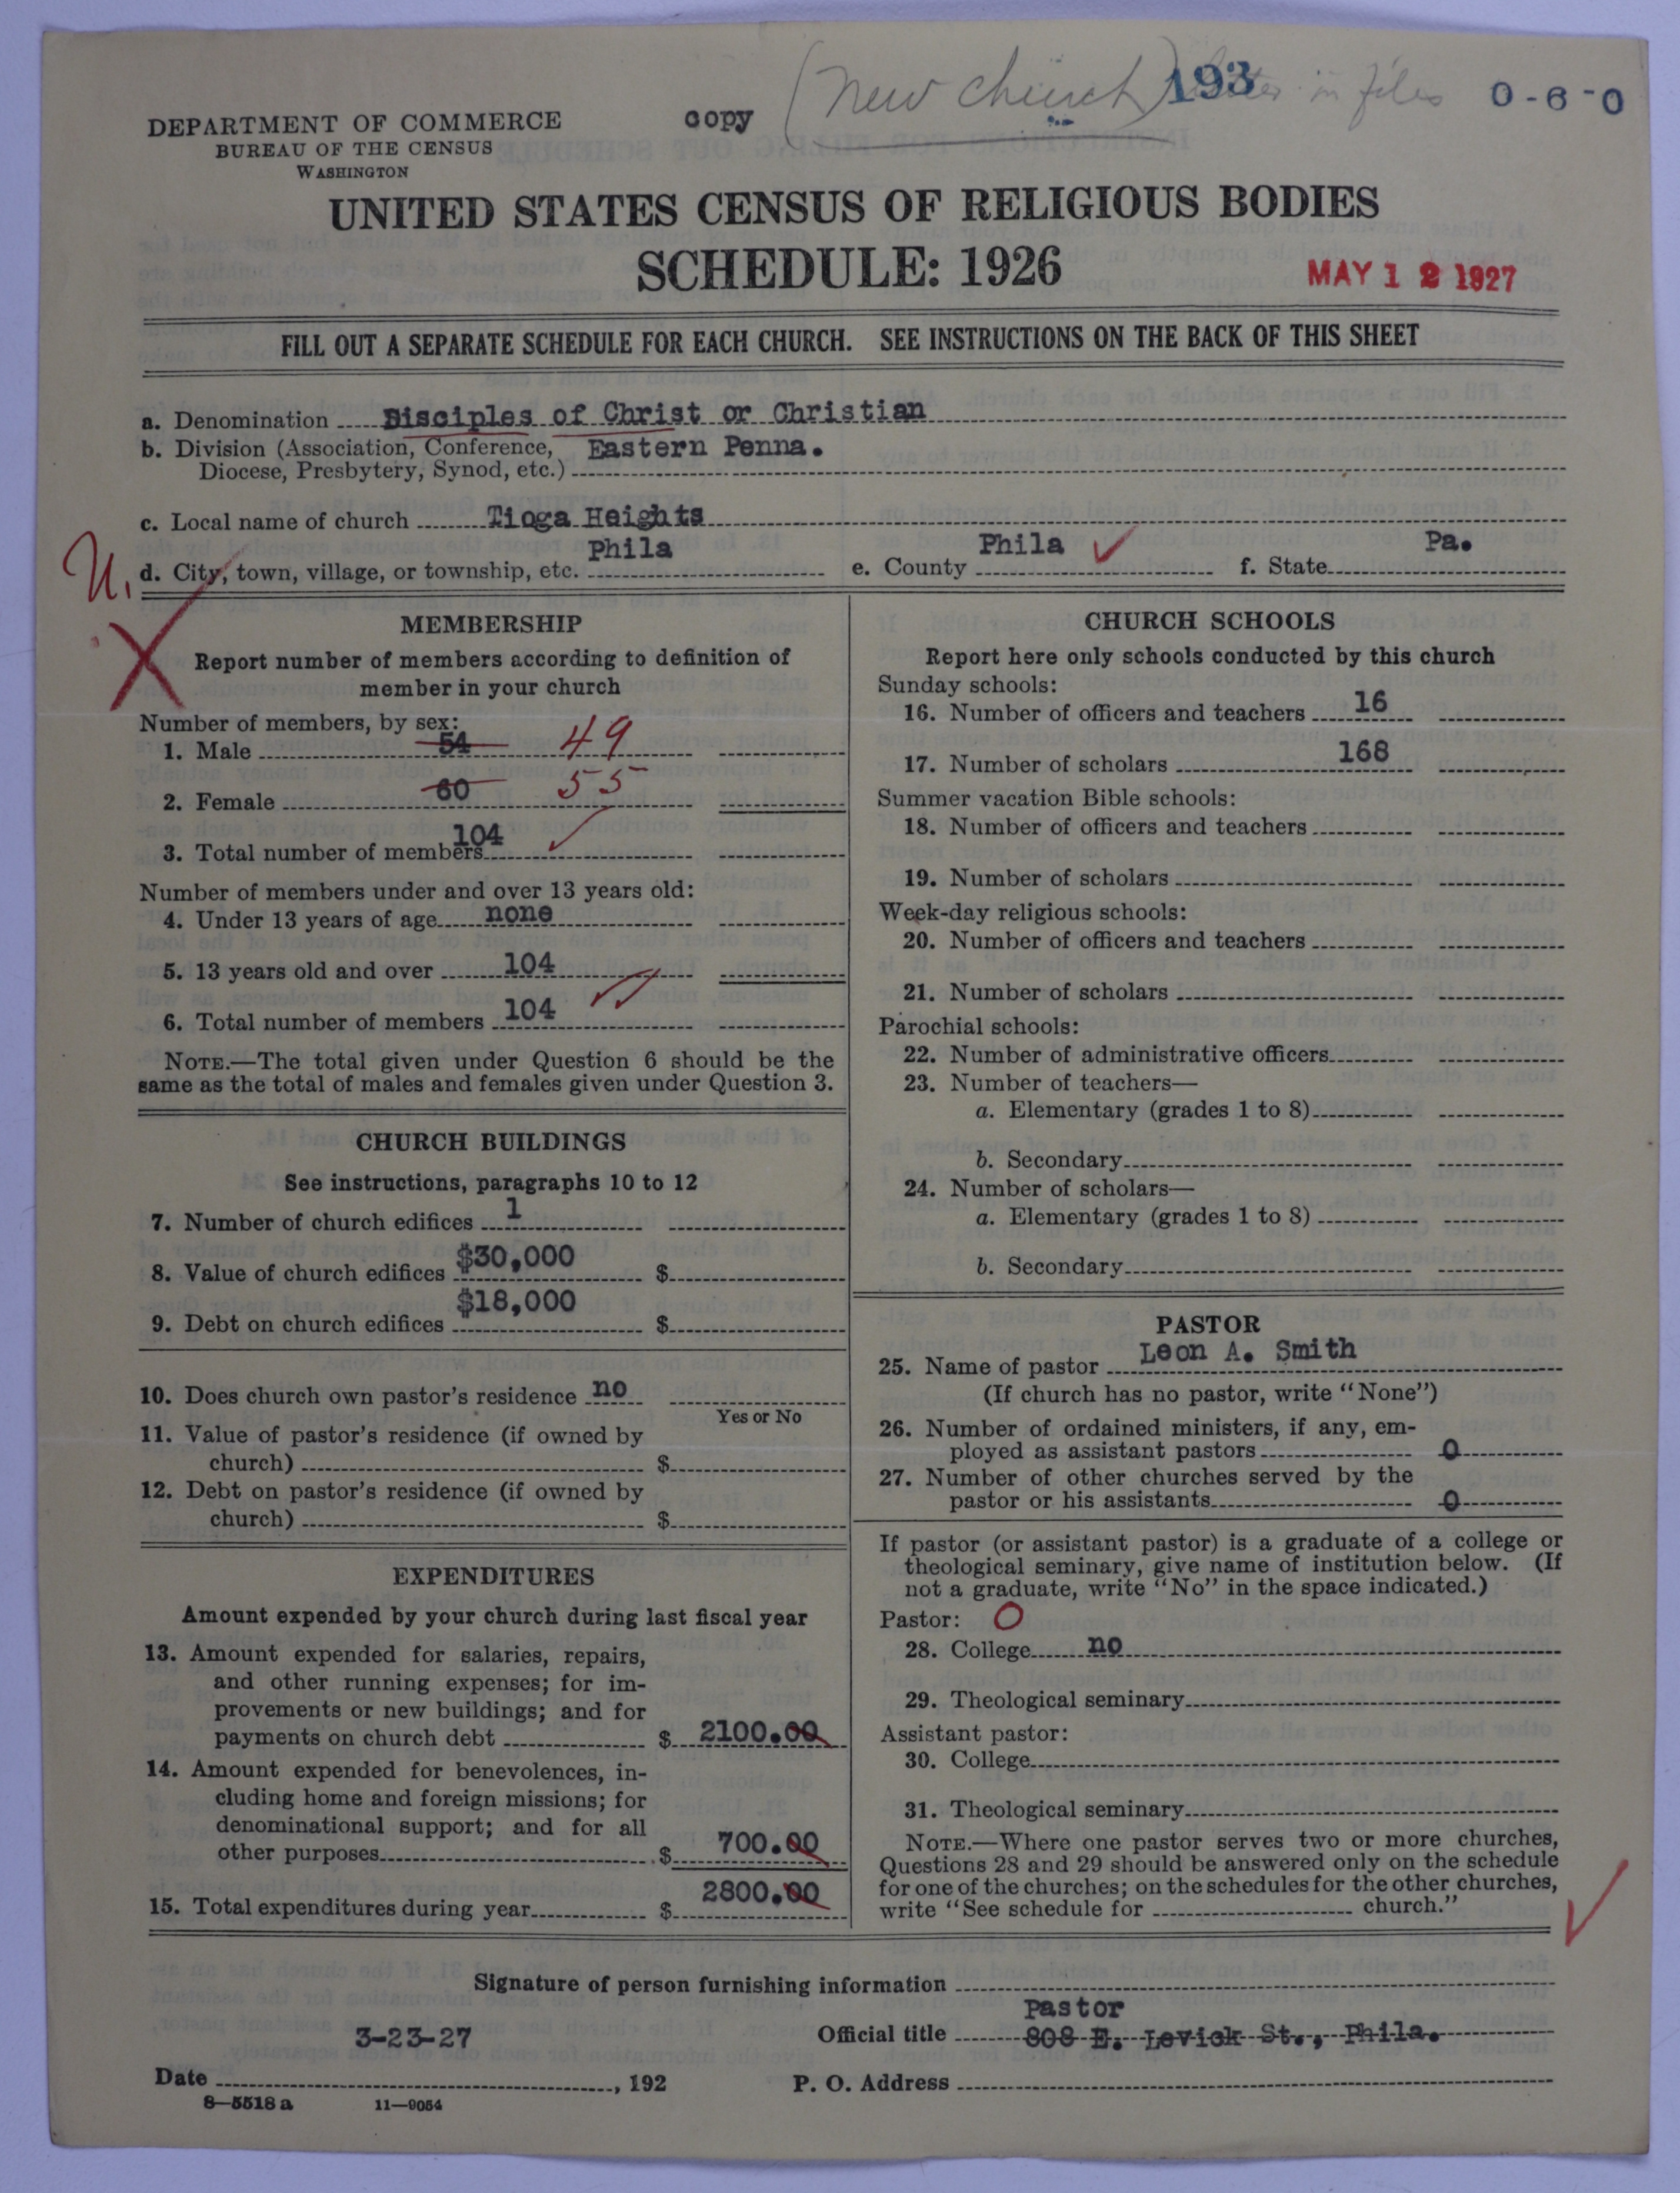 (New church) 193 in files 0-6-0
DEPARTMENT OF COMMERCE copy
BUREAU OF THE CENSUS
WASHINGTON
UNITED STATES CENSUS OF RELIGIOUS BODIES
SCHEDULE: 1926
MAY 12 1927
FILL OUT A SEPARATE SCHEDULE FOR EACH CHURCH. SEE INSTRUCTIONS ON THE BACK OF THIS SHEET
a. Denomination Disciples of Christ or Christian
b. Division (Association, Conference, Eastern Penna.
Diocese, Presbytery, Synod, etc.)
c. Local name of church Tioga Heights
d. City, town, village, or township, etc. Phila e. County Phila ✓ f. State Pa.
U.
X
MEMBERSHIP
Report number of members according to definition of
member in your church
Number of members, by sex:
1. Male 54 49
2. Female 60 55
3. Total number of members 104 ✓
Number of members under and over 13 years old:
4. Under 13 years of age none
5. 13 years old and over 104
6. Total number of members 104 ✓✓
NOTE.—The total given under Question 6 should be the
same as the total of males and females given under Question 3.
CHURCH BUILDINGS
See instructions, paragraphs 10 to 12
7. Number of church edifices 1
8. Value of church edifices $30,000 $
9. Debt on church edifices $18,000 $
10. Does church own pastor's residence no
Yes or No
11. Value of pastor's residence (if owned by
church) $
12. Debt on pastor's residence (if owned by
church) $
EXPENDITURES
Amount expended by your church during last fiscal year
13. Amount expended for salaries, repairs,
and other running expenses; for im-
provements or new buildings; and for
payments on church debt $ 2100.00
14. Amount expended for benevolences, in-
cluding home and foreign missions; for
denominational support; and for all
other purposes $ 700.00
15. Total expenditures during year $ 2800.00
CHURCH SCHOOLS
Report here only schools conducted by this church
Sunday schools:
16. Number of officers and teachers 16
17. Number of scholars 168
Summer vacation Bible schools:
18. Number of officers and teachers
19. Number of scholars
Week-day religious schools:
20. Number of officers and teachers
21. Number of scholars
Parochial schools:
22. Number of administrative officers
23. Number of teachers—
a. Elementary (grades 1 to 8)
b. Secondary
24. Number of scholars—
a. Elementary (grades 1 to 8)
b. Secondary
PASTOR
25. Name of pastor Leon A. Smith
(If church has no pastor, write "None")
26. Number of ordained ministers, if any, em-
ployed as assistant pastors 0
27. Number of other churches served by the
pastor or his assistants 0
If pastor (or assistant pastor) is a graduate of a college or
theological seminary, give name of institution below. (If
not a graduate, write "No" in the space indicated.)
Pastor: O
28. College no
29. Theological seminary
Assistant pastor:
30. College
31. Theological seminary
NOTE.—Where one pastor serves two or more churches,
Questions 28 and 29 should be answered only on the schedule
for one of the churches; on the schedules for the other churches,
write "See schedule for church."
✓
Signature of person furnishing information
Pastor
3-23-27 Official title 808 E. Levick St., Phila.
Date , 192 P. O. Address
8—5518 a 11—9054